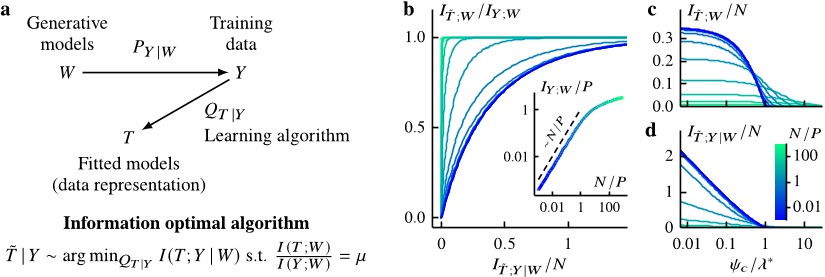 a
Generative
models
Training
data
W
P_{Y|W}
Y
Q_{T|Y}
T
Learning algorithm
Fitted models
(data representation)
Information optimal algorithm
T̃ | Y ∼ arg min_{Q_{T|Y}} I(T;Y | W) s.t. I(T;W)/I(Y;W) = μ
b
I_{T̃;W}/I_{Y;W}
1.0
0.5
0.0
0
0.5
1
I_{T̃;Y|W}/N
I_{Y;W}/P
1
0.01
∼N/P
N/P
0.01
1
100
c
I_{T̃;W}/N
0.3
0.2
0.1
0.0
d
I_{T̃;Y|W}/N
2
1
0
0.01
0.1
1
10
ψ_c/λ*
N/P
100
1
0.01